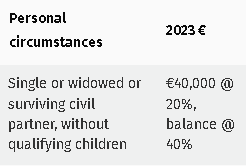 Personal
circumstances
2023 €
Single or widowed or
surviving civil
partner, without
qualifying children
€40,000 @
20%,
balance @
40%